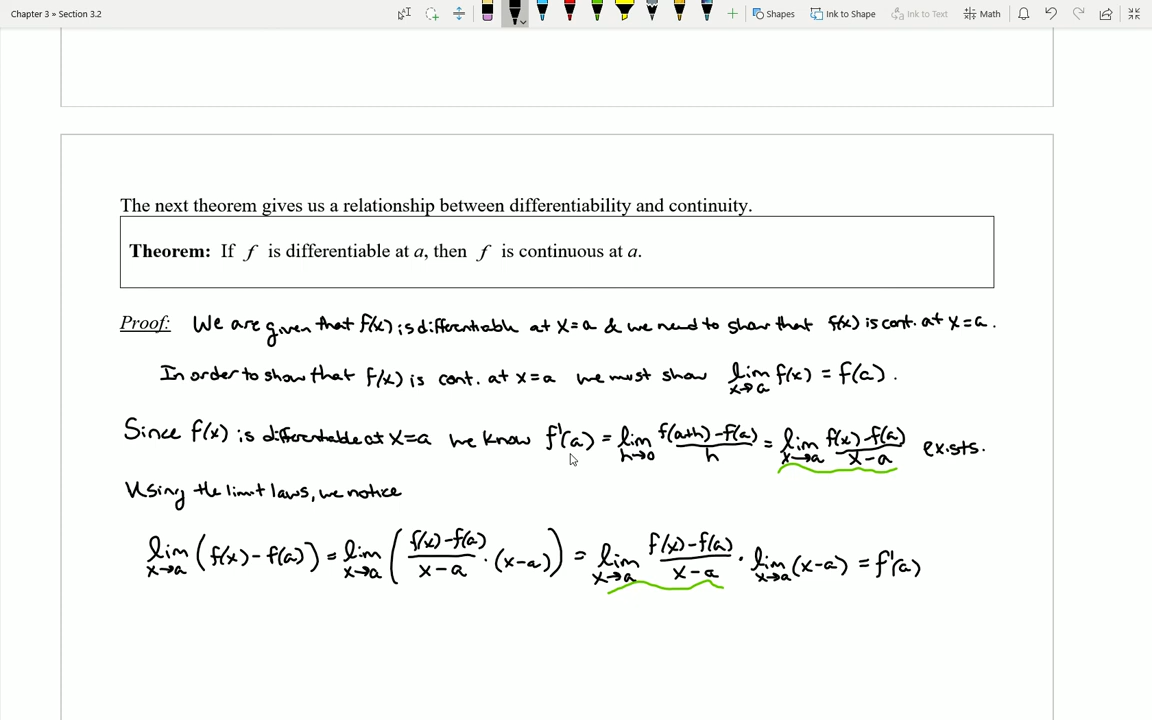 Chapter 3 » Section 3.2
Shapes
Ink to Shape
Ink to Text
Math
The next theorem gives us a relationship between differentiability and continuity.
Theorem: If f is differentiable at a, then f is continuous at a.
Proof: We are given that f(x) is differentiable at x=a & we need to show that f(x) is cont. at x=a.
In order to show that f(x) is cont. at x=a we must show lim x→a f(x) = f(a).
Since f(x) is differentiable at x=a we know f'(a) = lim h→0 f(a+h)-f(a)/h = lim x→a f(x)-f(a)/x-a exists.
Using the limit laws, we notice
lim x→a (f(x)-f(a)) = lim x→a (f(x)-f(a)/x-a · (x-a)) = lim x→a f(x)-f(a)/x-a · lim x→a (x-a) = f'(a)